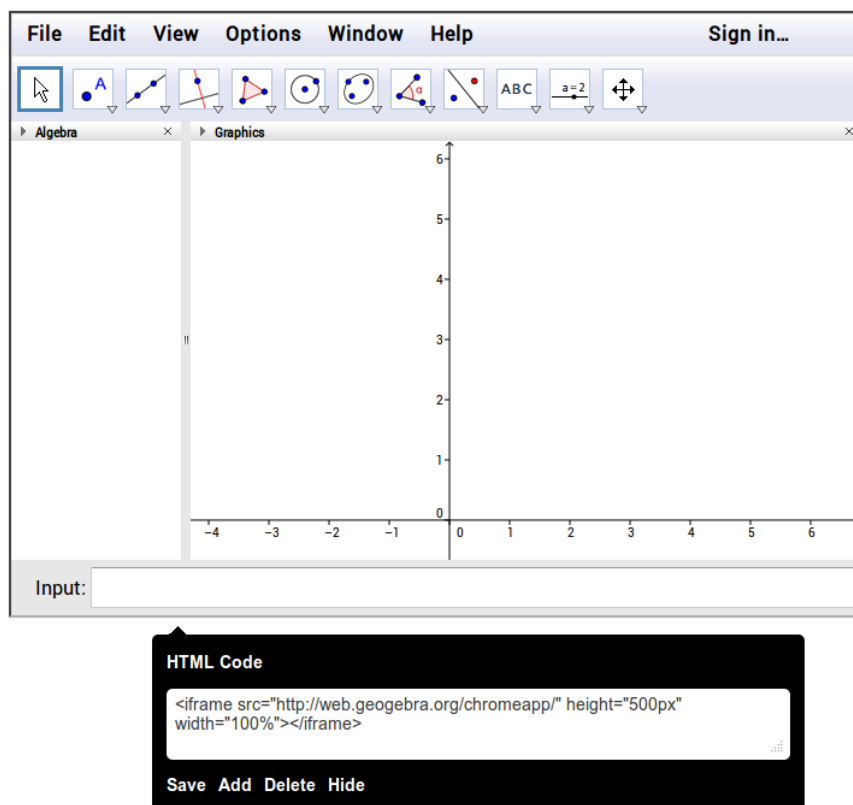 File Edit View Options Window Help Sign in...
A α ABC a=2
Algebra × Graphics ×
6
5
4
3
2
1
0
−4 −3 −2 −1 0 1 2 3 4 5 6
Input:
HTML Code
<iframe src="http://web.geogebra.org/chromeapp/" height="500px"
width="100%"></iframe>
Save Add Delete Hide